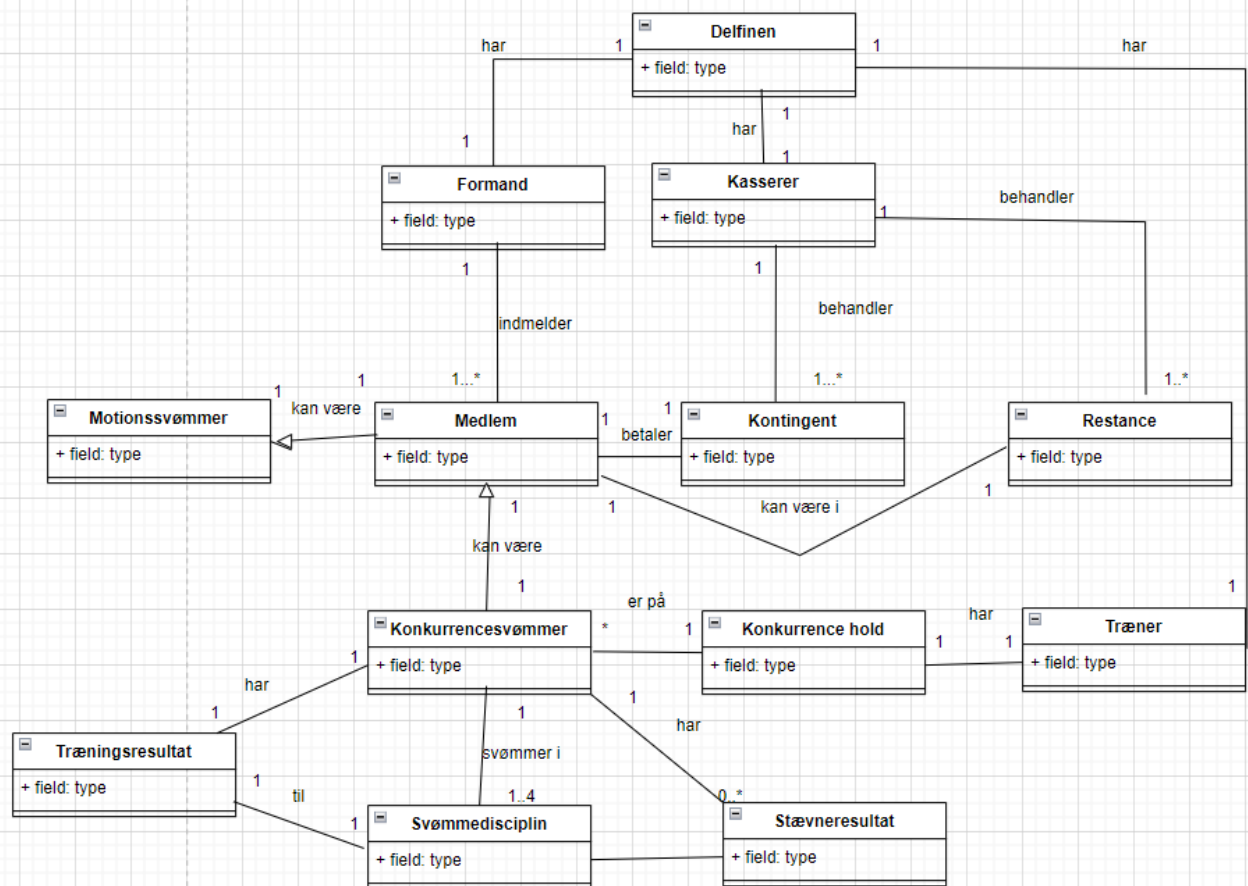 Delfinen
+ field: type
har
1
1
har
har
1
1
1
Formand
+ field: type
Kasserer
+ field: type
1
behandler
1
1
indmelder
behandler
1...*
1...*
1..*
1
kan være
1
Motionssvømmer
+ field: type
Medlem
+ field: type
1
betaler
1
Kontingent
+ field: type
Restance
+ field: type
1
1
kan være i
1
kan være
1
Konkurrencesvømmer
+ field: type
*
er på
1
Konkurrence hold
+ field: type
1
har
1
Træner
+ field: type
1
1
har
1
1
svømmer i
1..4
1
har
0..*
Træningsresultat
+ field: type
1
til
1
Svømmedisciplin
+ field: type
Stævneresultat
+ field: type